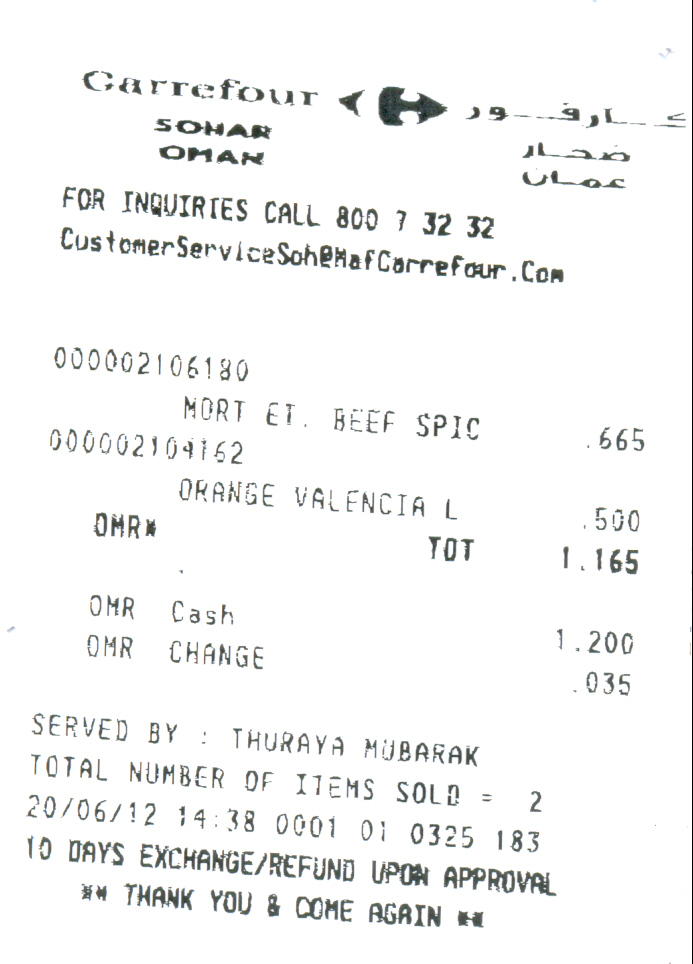 Carrefour كارفور
SOHAR صحار
OMAN عمان
FOR INQUIRIES CALL 800 7 32 32
CustomerServiceSoh@MafCarrefour.Com
000002106180
MORT ET. BEEF SPIC .665
000002104162
ORANGE VALENCIA L .500
OMR* TOT 1.165
OMR Cash 1.200
OMR CHANGE .035
SERVED BY : THURAYA MUBARAK
TOTAL NUMBER OF ITEMS SOLD = 2
20/06/12 14:38 0001 01 0325 183
10 DAYS EXCHANGE/REFUND UPON APPROVAL
** THANK YOU & COME AGAIN **